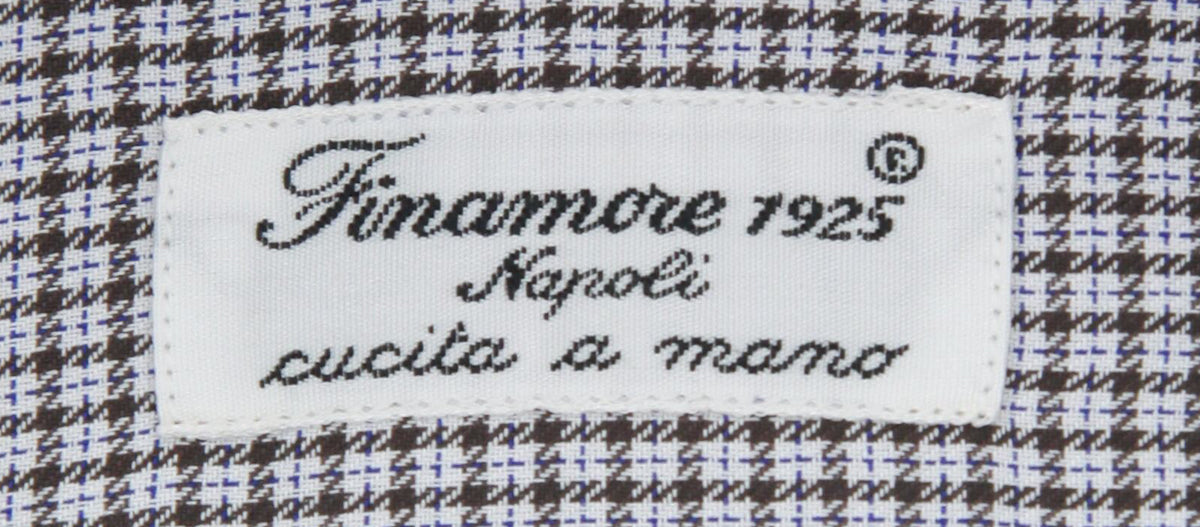 Finamore 1925®
Napoli
cucita a mano